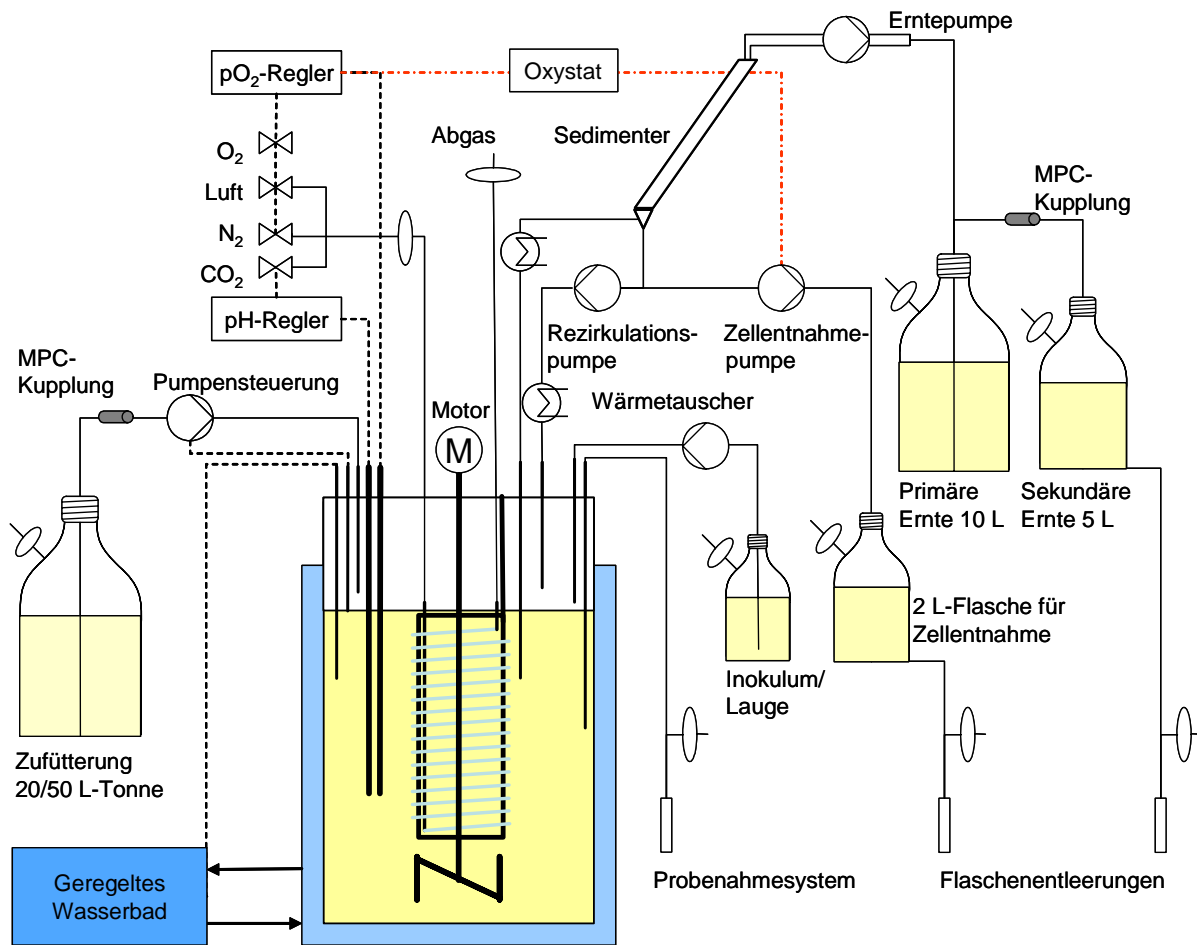 Erntepumpe
pO2-Regler
Oxystat
Abgas
Sedimenter
O2
Luft
N2
CO2
MPC-
Kupplung
pH-Regler
Rezirkulations-
pumpe
Zellentnahme-
pumpe
MPC-
Kupplung
Pumpensteuerung
Motor
M
Wärmetauscher
Primäre
Ernte 10 L
Sekundäre
Ernte 5 L
2 L-Flasche für
Zellentnahme
Inokulum/
Lauge
Zufütterung
20/50 L-Tonne
Geregeltes
Wasserbad
Probenahmesystem
Flaschenentleerungen